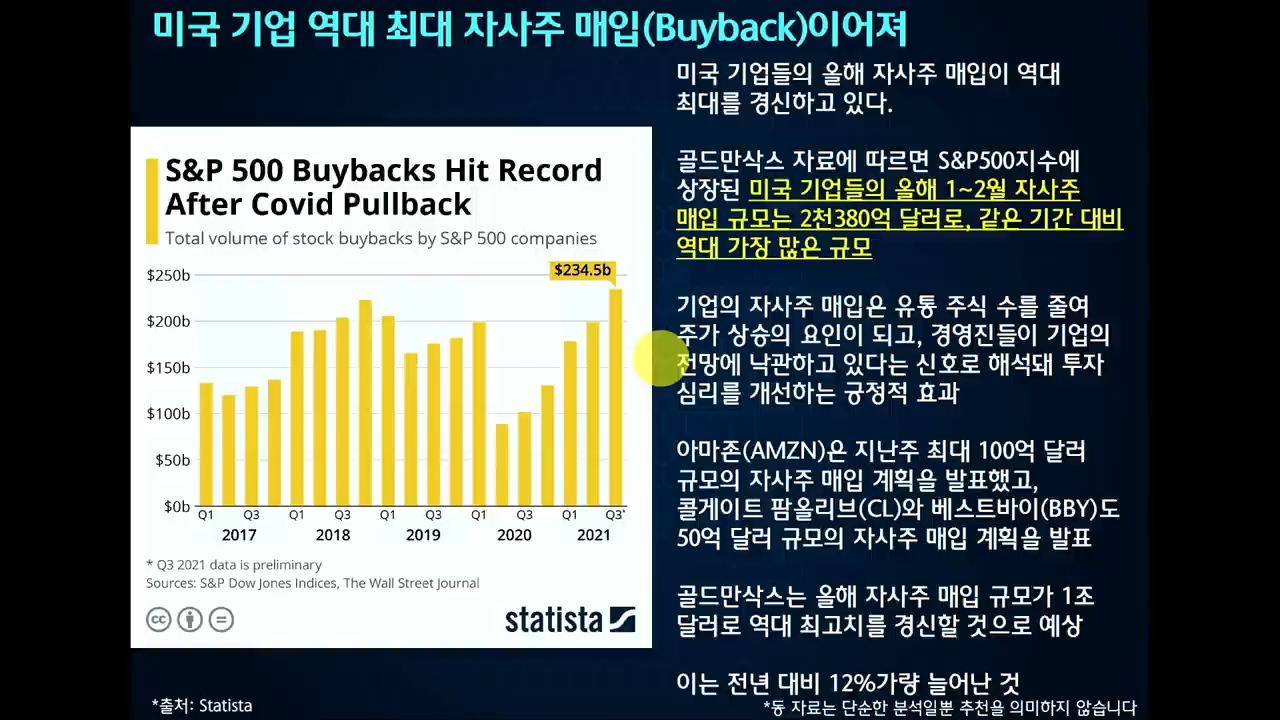 미국 기업 역대 최대 자사주 매입(Buyback)이어져
S&P 500 Buybacks Hit Record
After Covid Pullback
Total volume of stock buybacks by S&P 500 companies
$234.5b
$250b
$200b
$150b
$100b
$50b
$0b
Q1 Q3 Q1 Q3 Q1 Q3 Q1 Q3 Q1 Q3*
2017 2018 2019 2020 2021
* Q3 2021 data is preliminary
Sources: S&P Dow Jones Indices, The Wall Street Journal
cc
statista
*출처: Statista
미국 기업들의 올해 자사주 매입이 역대
최대를 경신하고 있다.
골드만삭스 자료에 따르면 S&P500지수에
상장된 미국 기업들의 올해 1~2월 자사주
매입 규모는 2천380억 달러로, 같은 기간 대비
역대 가장 많은 규모
기업의 자사주 매입은 유통 주식 수를 줄여
주가 상승의 요인이 되고, 경영진들이 기업의
전망에 낙관하고 있다는 신호로 해석돼 투자
심리를 개선하는 긍정적 효과
아마존(AMZN)은 지난주 최대 100억 달러
규모의 자사주 매입 계획을 발표했고,
콜게이트 팜올리브(CL)와 베스트바이(BBY)도
50억 달러 규모의 자사주 매입 계획을 발표
골드만삭스는 올해 자사주 매입 규모가 1조
달러로 역대 최고치를 경신할 것으로 예상
이는 전년 대비 12%가량 늘어난 것
*동 자료는 단순한 분석일뿐 추천을 의미하지 않습니다